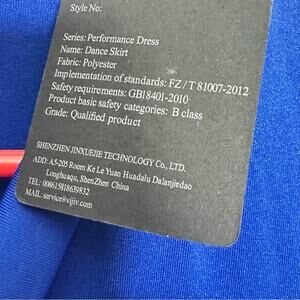 Style No:
Series: Performance Dress
Name: Dance Skirt
Fabric: Polyester
Implementation of standards: FZ / T 81007-2012
Safety requirements: GB18401-2010
Product basic safety categories: B class
Grade: Qualified product
SHENZHEN JINXUEJIE TECHNOLOGY CO., LTD.
ADD: A5-205 Room Ke Le Yuan Huadalu Dalanjiedao
Longhuaqu, ShenZhen China
TEL: 008615818639832
MAIL: service@vijiv.com